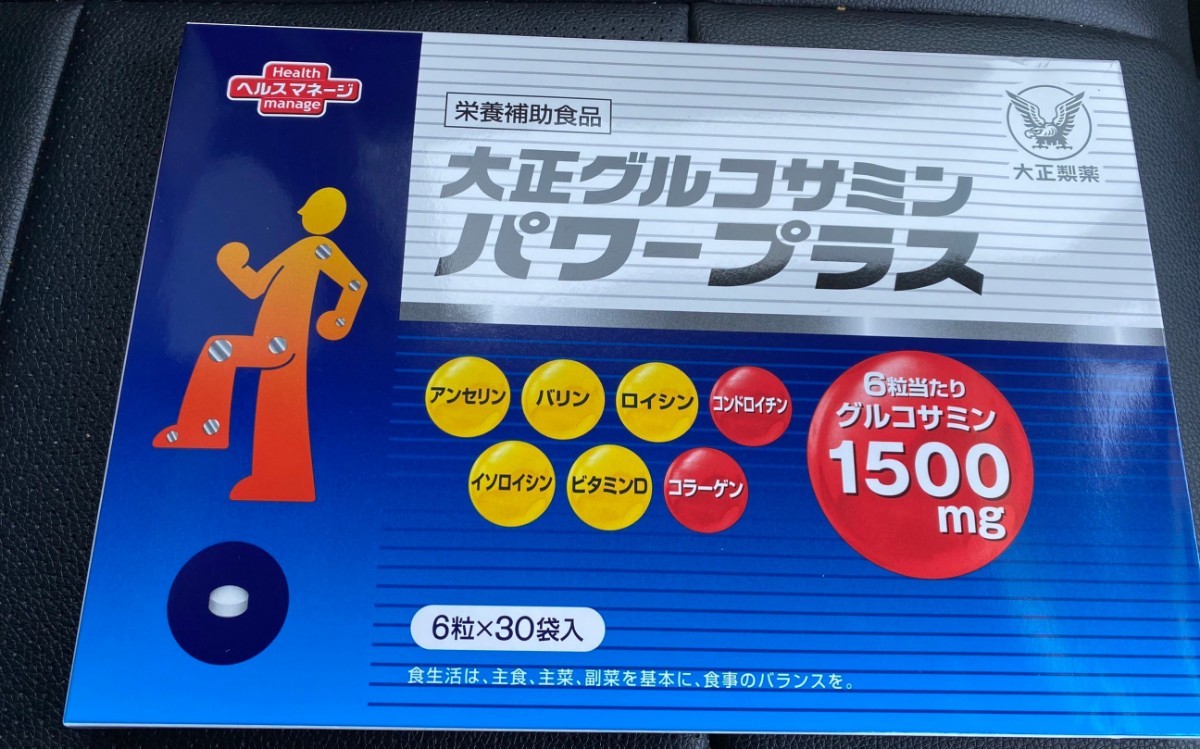 Health
ヘルスマネージ
manage
栄養補助食品
大正グルコサミン
パワープラス
大正製薬
アンセリン
バリン
ロイシン
コンドロイチン
イソロイシン
ビタミンD
コラーゲン
6粒当たり
グルコサミン
1500
mg
6粒×30袋入
食生活は、主食、主菜、副菜を基本に、食事のバランスを。